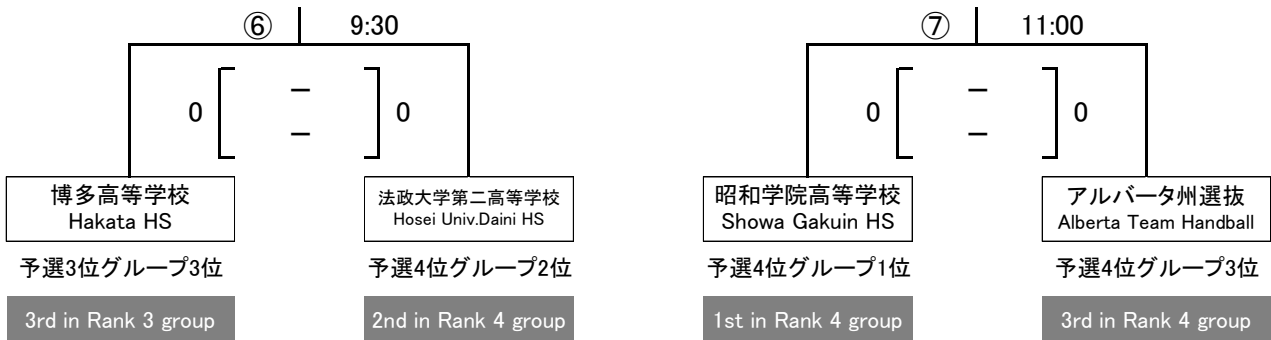 ⑥ 9:30
0 － 0
－
博多高等学校
Hakata HS
法政大学第二高等学校
Hosei Univ.Daini HS
予選3位グループ3位
予選4位グループ2位
3rd in Rank 3 group
2nd in Rank 4 group
⑦ 11:00
0 － 0
－
昭和学院高等学校
Showa Gakuin HS
アルバータ州選抜
Alberta Team Handball
予選4位グループ1位
予選4位グループ3位
1st in Rank 4 group
3rd in Rank 4 group